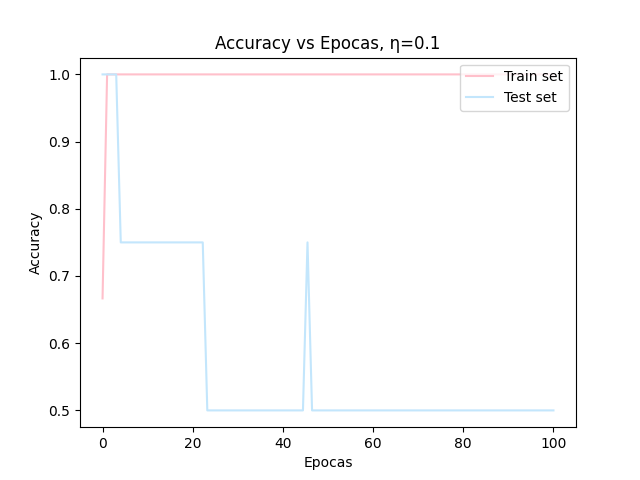 Accuracy vs Epocas, η=0.1
Train set
Test set
1.0
0.9
0.8
0.7
0.6
0.5
Accuracy
0 20 40 60 80 100
Epocas